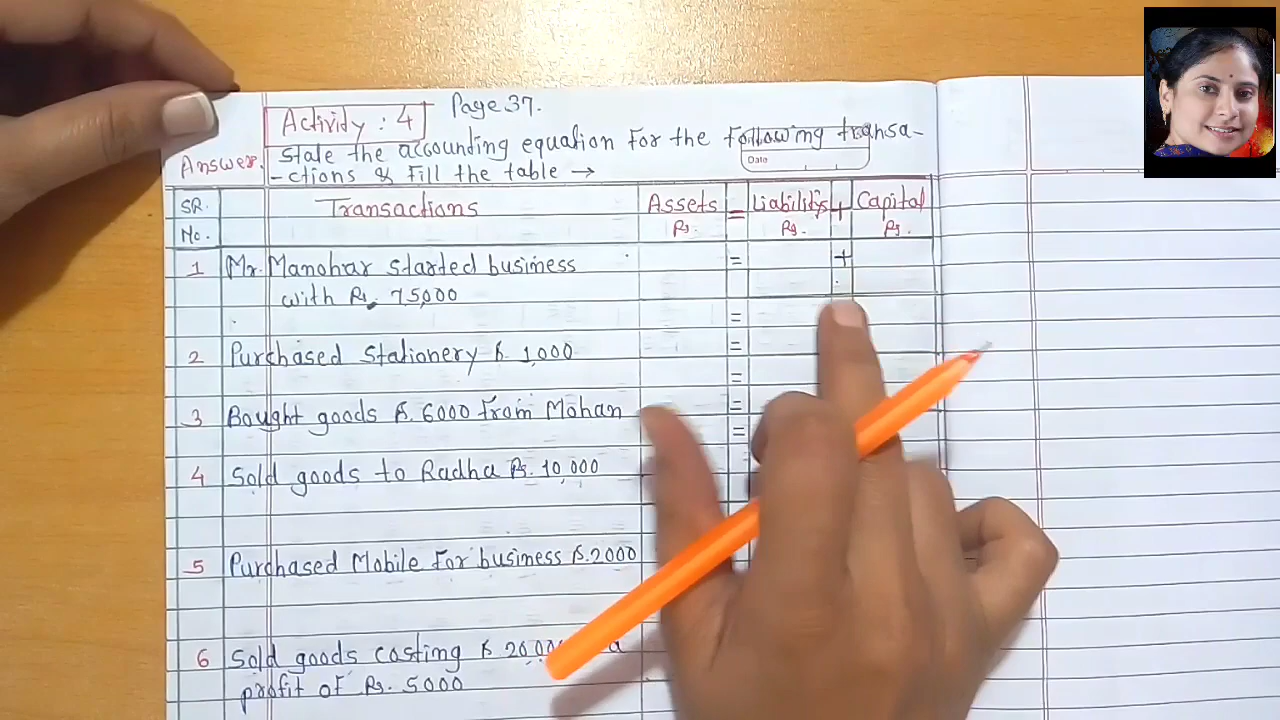 Activity : 4 Page 37.
Answer. State the accounting equation for the following transa-
-ctions & Fill the table →
Date
SR. No. Transactions Assets Rs. = Liability Rs. + Capital Rs.
1 Mr. Manohar started business = +
with Rs. 75,000
=
2 Purchased Stationery Rs. 1,000 =
=
3 Bought goods Rs. 6000 from Mohan =
=
4 Sold goods to Radha Rs. 10,000
5 Purchased Mobile for business Rs. 2000
6 Sold goods costing Rs.
profit of Rs. 5000